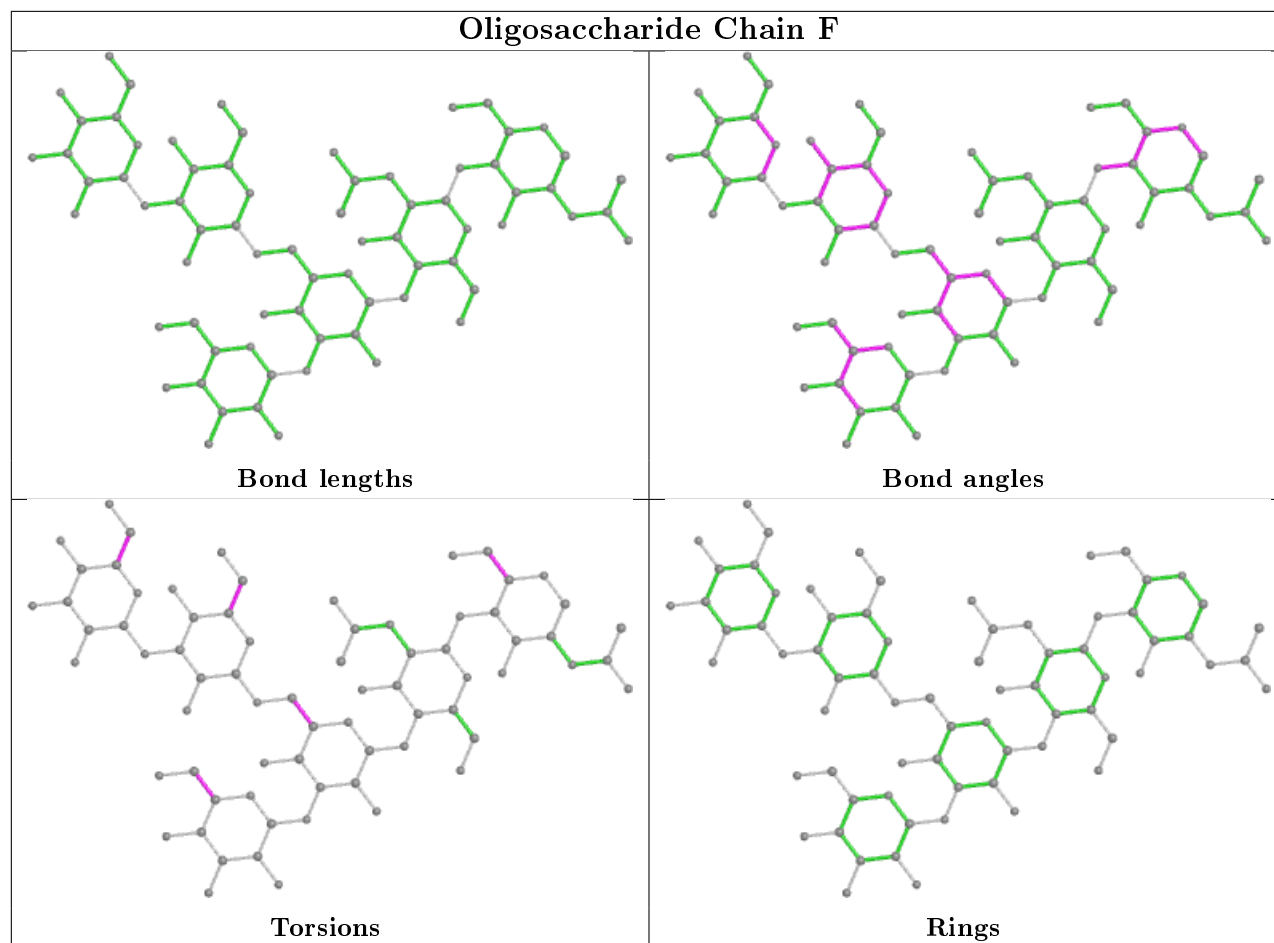 Oligosaccharide Chain F
Bond lengths
Bond angles
Torsions
Rings